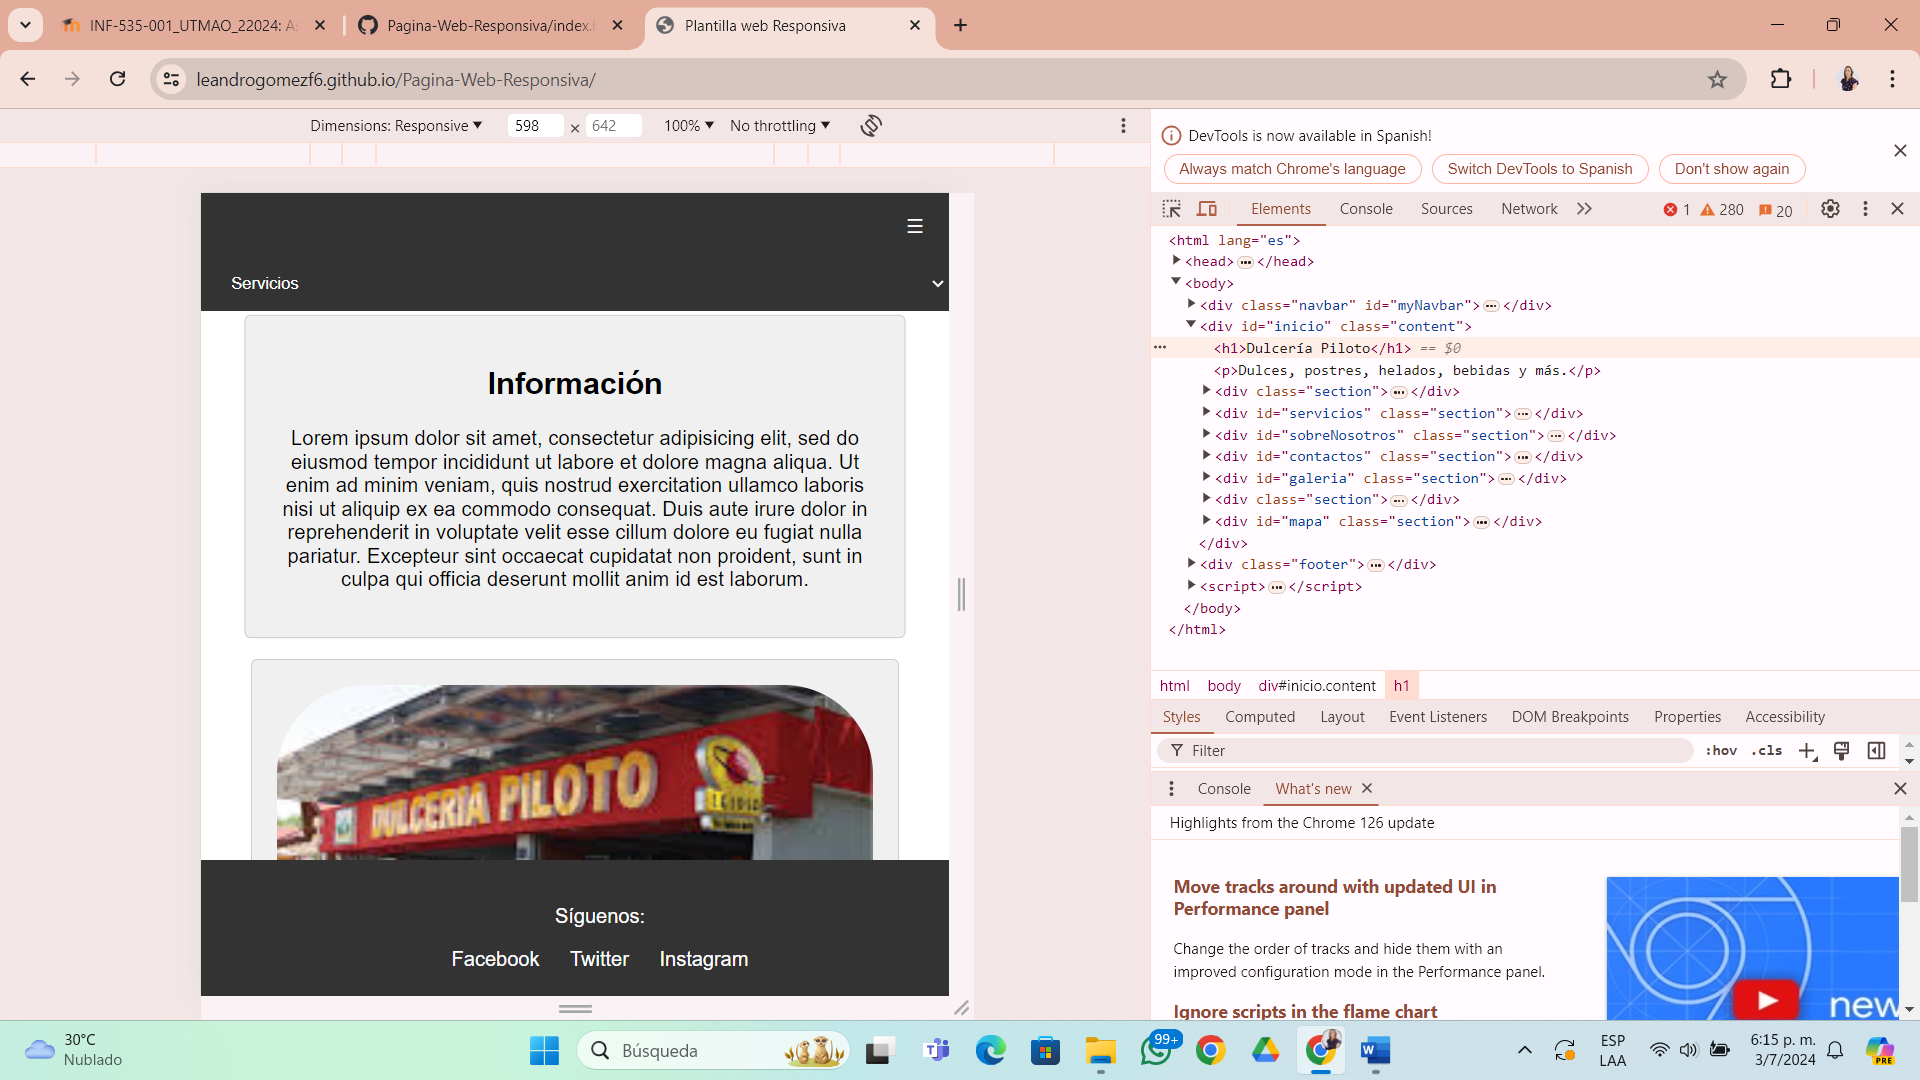 INF-535-001_UTMAO_22024: As
Pagina-Web-Responsiva/index.h
Plantilla web Responsiva
leandrogomezf6.github.io/Pagina-Web-Responsiva/
Dimensions: Responsive ▼ 598 × 642 100% ▼ No throttling ▼
☰
Servicios
Información
Lorem ipsum dolor sit amet, consectetur adipisicing elit, sed do
eiusmod tempor incididunt ut labore et dolore magna aliqua. Ut
enim ad minim veniam, quis nostrud exercitation ullamco laboris
nisi ut aliquip ex ea commodo consequat. Duis aute irure dolor in
reprehenderit in voluptate velit esse cillum dolore eu fugiat nulla
pariatur. Excepteur sint occaecat cupidatat non proident, sunt in
culpa qui officia deserunt mollit anim id est laborum.
DULCERIA PILOTO
Síguenos:
Facebook Twitter Instagram
DevTools is now available in Spanish!
Always match Chrome's language Switch DevTools to Spanish Don't show again
Elements Console Sources Network 1 280 20
<html lang="es">
<head>…</head>
<body>
<div class="navbar" id="myNavbar">…</div>
<div id="inicio" class="content">
<h1>Dulcería Piloto</h1> == $0
<p>Dulces, postres, helados, bebidas y más.</p>
<div class="section">…</div>
<div id="servicios" class="section">…</div>
<div id="sobreNosotros" class="section">…</div>
<div id="contactos" class="section">…</div>
<div id="galeria" class="section">…</div>
<div class="section">…</div>
<div id="mapa" class="section">…</div>
</div>
<div class="footer">…</div>
<script>…</script>
</body>
</html>
html body div#inicio.content h1
Styles Computed Layout Event Listeners DOM Breakpoints Properties Accessibility
Filter :hov .cls
Console What's new
Highlights from the Chrome 126 update
Move tracks around with updated UI in
Performance panel
Change the order of tracks and hide them with an
improved configuration mode in the Performance panel.
Ignore scripts in the flame chart
new
30°C
Nublado
Búsqueda
99+
ESP
LAA
6:15 p. m.
3/7/2024
PRE